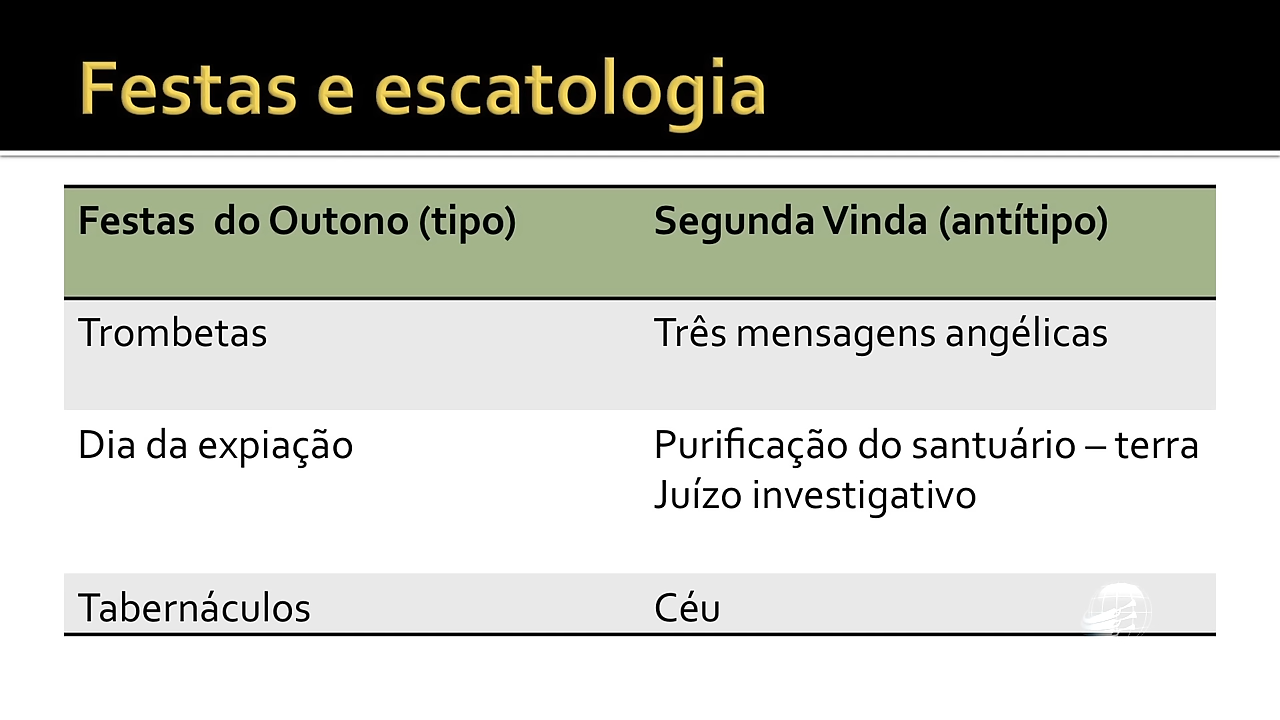 Festas e escatologia
Festas do Outono (tipo)
Segunda Vinda (antítipo)
Trombetas
Três mensagens angélicas
Dia da expiação
Purificação do santuário – terra
Juízo investigativo
Tabernáculos
Céu